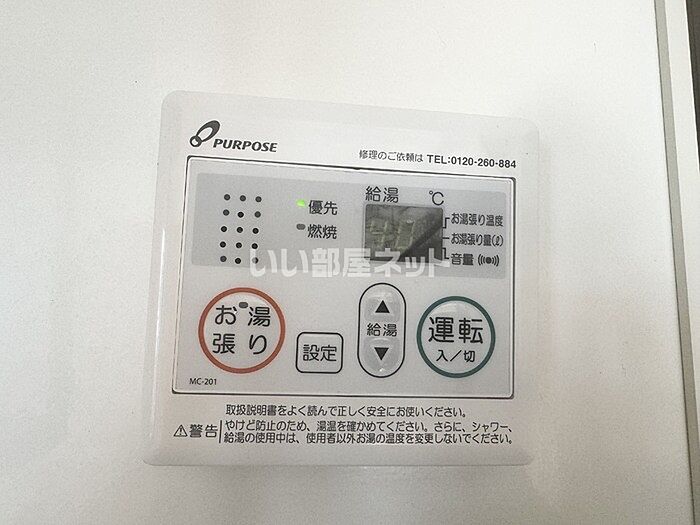 PURPOSE
修理のご依頼は TEL:0120-260-884
給湯 ℃
優先
燃焼
お湯張り温度
お湯張り量(ℓ)
音量
いい部屋ネット
お湯張り
設定
給湯
運転
入／切
MC-201
取扱説明書をよく読んで正しく安全にお使いください。
警告
やけど防止のため、湯温を確かめてください。さらに、シャワー、
給湯の使用中は、使用者以外お湯の温度を変更しないでください。